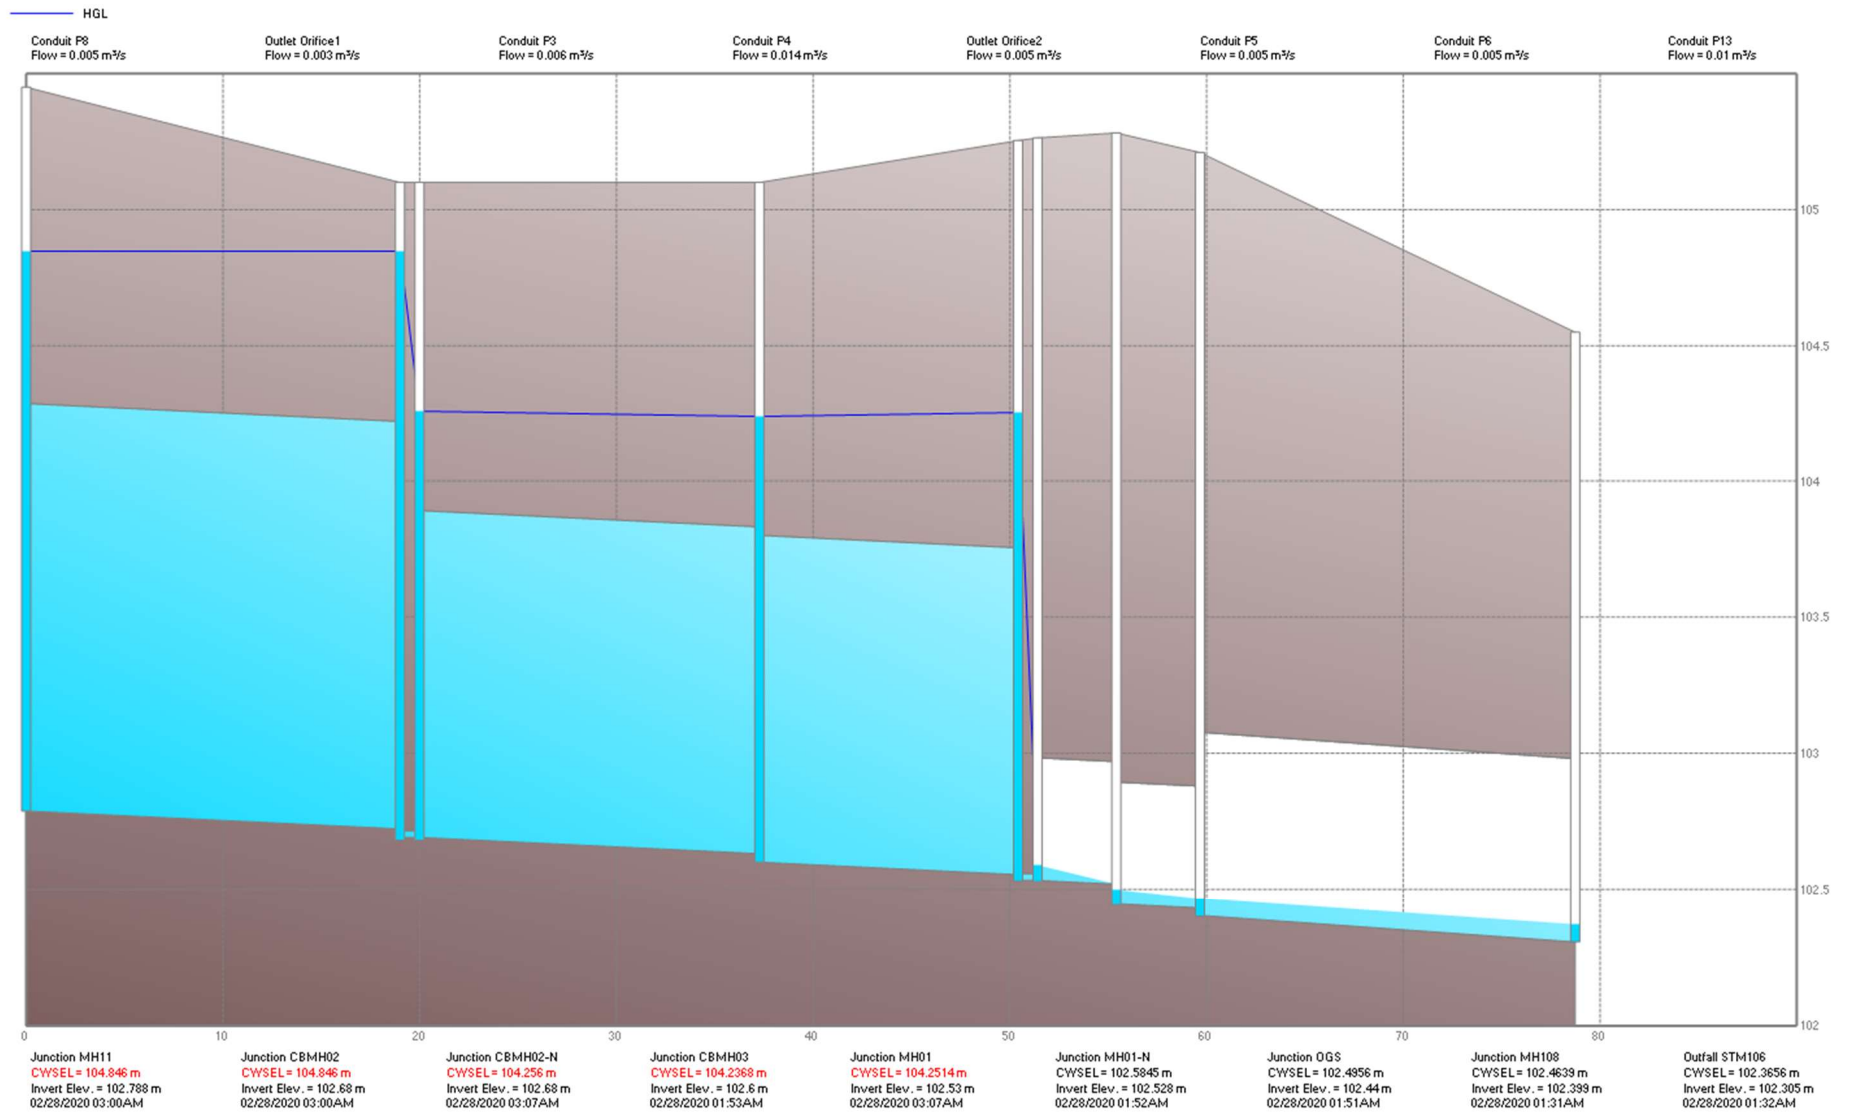 HGL
Conduit P8
Flow = 0.005 m³/s
Outlet Orifice1
Flow = 0.003 m³/s
Conduit P3
Flow = 0.006 m³/s
Conduit P4
Flow = 0.014 m³/s
Outlet Orifice2
Flow = 0.005 m³/s
Conduit P5
Flow = 0.005 m³/s
Conduit P6
Flow = 0.005 m³/s
Conduit P13
Flow = 0.01 m³/s
105
104.5
104
103.5
103
102.5
102
0
10
20
30
40
50
60
70
80
Junction MH11
CWSEL = 104.846 m
Invert Elev. = 102.788 m
02/28/2020 03:00AM
Junction CBMH02
CWSEL = 104.846 m
Invert Elev. = 102.68 m
02/28/2020 03:00AM
Junction CBMH02-N
CWSEL = 104.256 m
Invert Elev. = 102.68 m
02/28/2020 03:07AM
Junction CBMH03
CWSEL = 104.2368 m
Invert Elev. = 102.6 m
02/28/2020 01:53AM
Junction MH01
CWSEL = 104.2514 m
Invert Elev. = 102.53 m
02/28/2020 03:07AM
Junction MH01-N
CWSEL = 102.5845 m
Invert Elev. = 102.528 m
02/28/2020 01:52AM
Junction OGS
CWSEL = 102.4956 m
Invert Elev. = 102.44 m
02/28/2020 01:51AM
Junction MH108
CWSEL = 102.4639 m
Invert Elev. = 102.399 m
02/28/2020 01:31AM
Outfall STM106
CWSEL = 102.3656 m
Invert Elev. = 102.305 m
02/28/2020 01:32AM